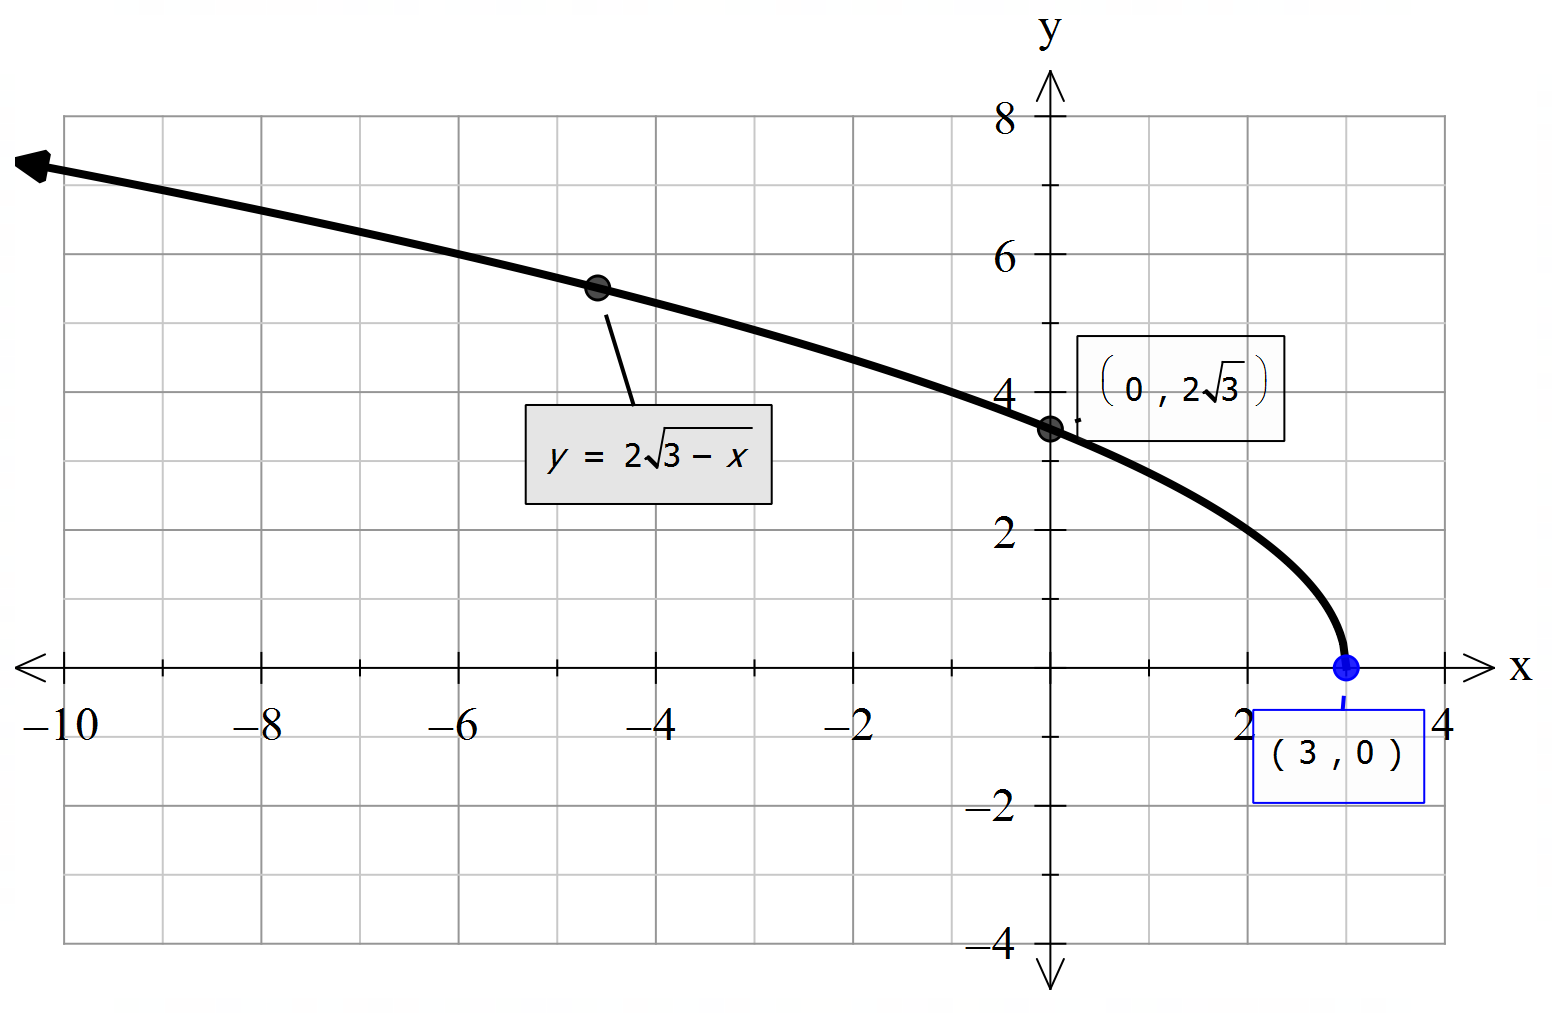 y
8
6
( 0 , 2√3 )
4
y = 2√3 − x
2
x
–10 –8 –6 –4 –2 2 4
( 3 , 0 )
–2
–4